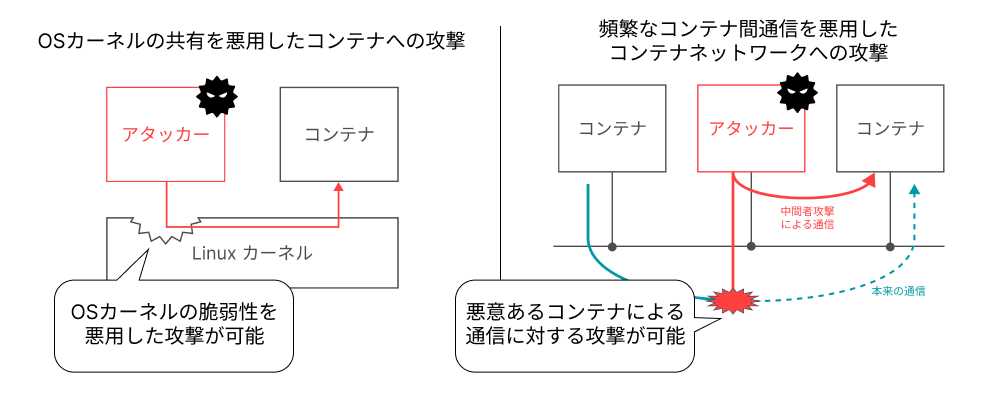 OSカーネルの共有を悪用したコンテナへの攻撃
アタッカー
コンテナ
Linux カーネル
OSカーネルの脆弱性を
悪用した攻撃が可能
頻繁なコンテナ間通信を悪用した
コンテナネットワークへの攻撃
コンテナ
アタッカー
コンテナ
中間者攻撃
による通信
本来の通信
悪意あるコンテナによる
通信に対する攻撃が可能